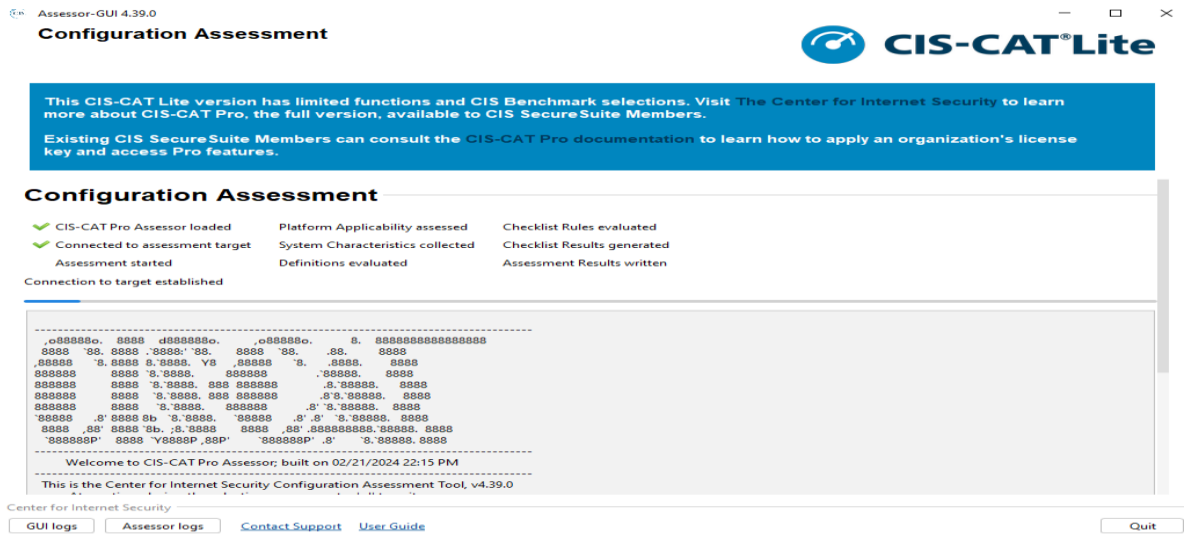 Assessor-GUI 4.39.0
Configuration Assessment
CIS-CAT®Lite
This CIS-CAT Lite version has limited functions and CIS Benchmark selections. Visit The Center for Internet Security to learn
more about CIS-CAT Pro, the full version, available to CIS SecureSuite Members.
Existing CIS SecureSuite Members can consult the CIS-CAT Pro documentation to learn how to apply an organization's license
key and access Pro features.
Configuration Assessment
CIS-CAT Pro Assessor loaded Platform Applicability assessed Checklist Rules evaluated
Connected to assessment target System Characteristics collected Checklist Results generated
Assessment started Definitions evaluated Assessment Results written
Connection to target established
Welcome to CIS-CAT Pro Assessor; built on 02/21/2024 22:15 PM
This is the Center for Internet Security Configuration Assessment Tool, v4.39.0
Center for Internet Security
GUI logs Assessor logs Contact Support User Guide Quit